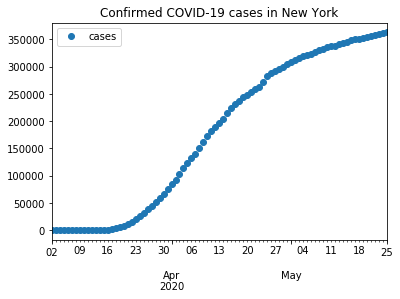 Confirmed COVID-19 cases in New York
cases
350000
300000
250000
200000
150000
100000
50000
0
02 09 16 23 30 06 13 20 27 04 11 18 25
Apr May
2020